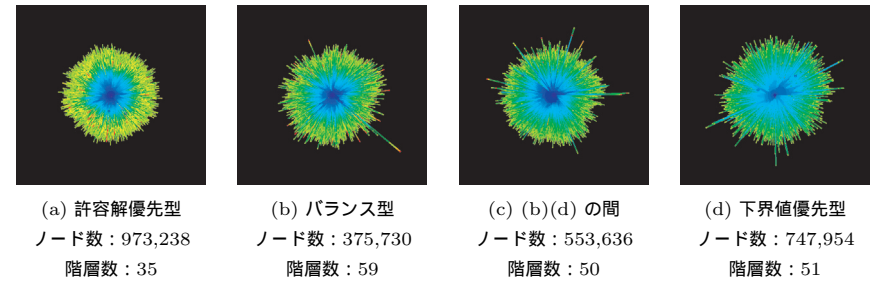 (a) 許容解優先型
ノード数：973,238
階層数：35
(b) バランス型
ノード数：375,730
階層数：59
(c) (b)(d) の間
ノード数：553,636
階層数：50
(d) 下界値優先型
ノード数：747,954
階層数：51